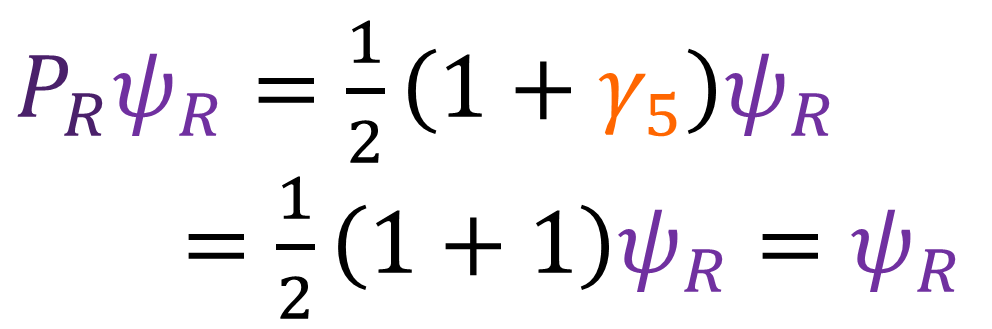 P_R ψ_R = 1/2 (1 + γ_5) ψ_R
= 1/2 (1 + 1) ψ_R = ψ_R